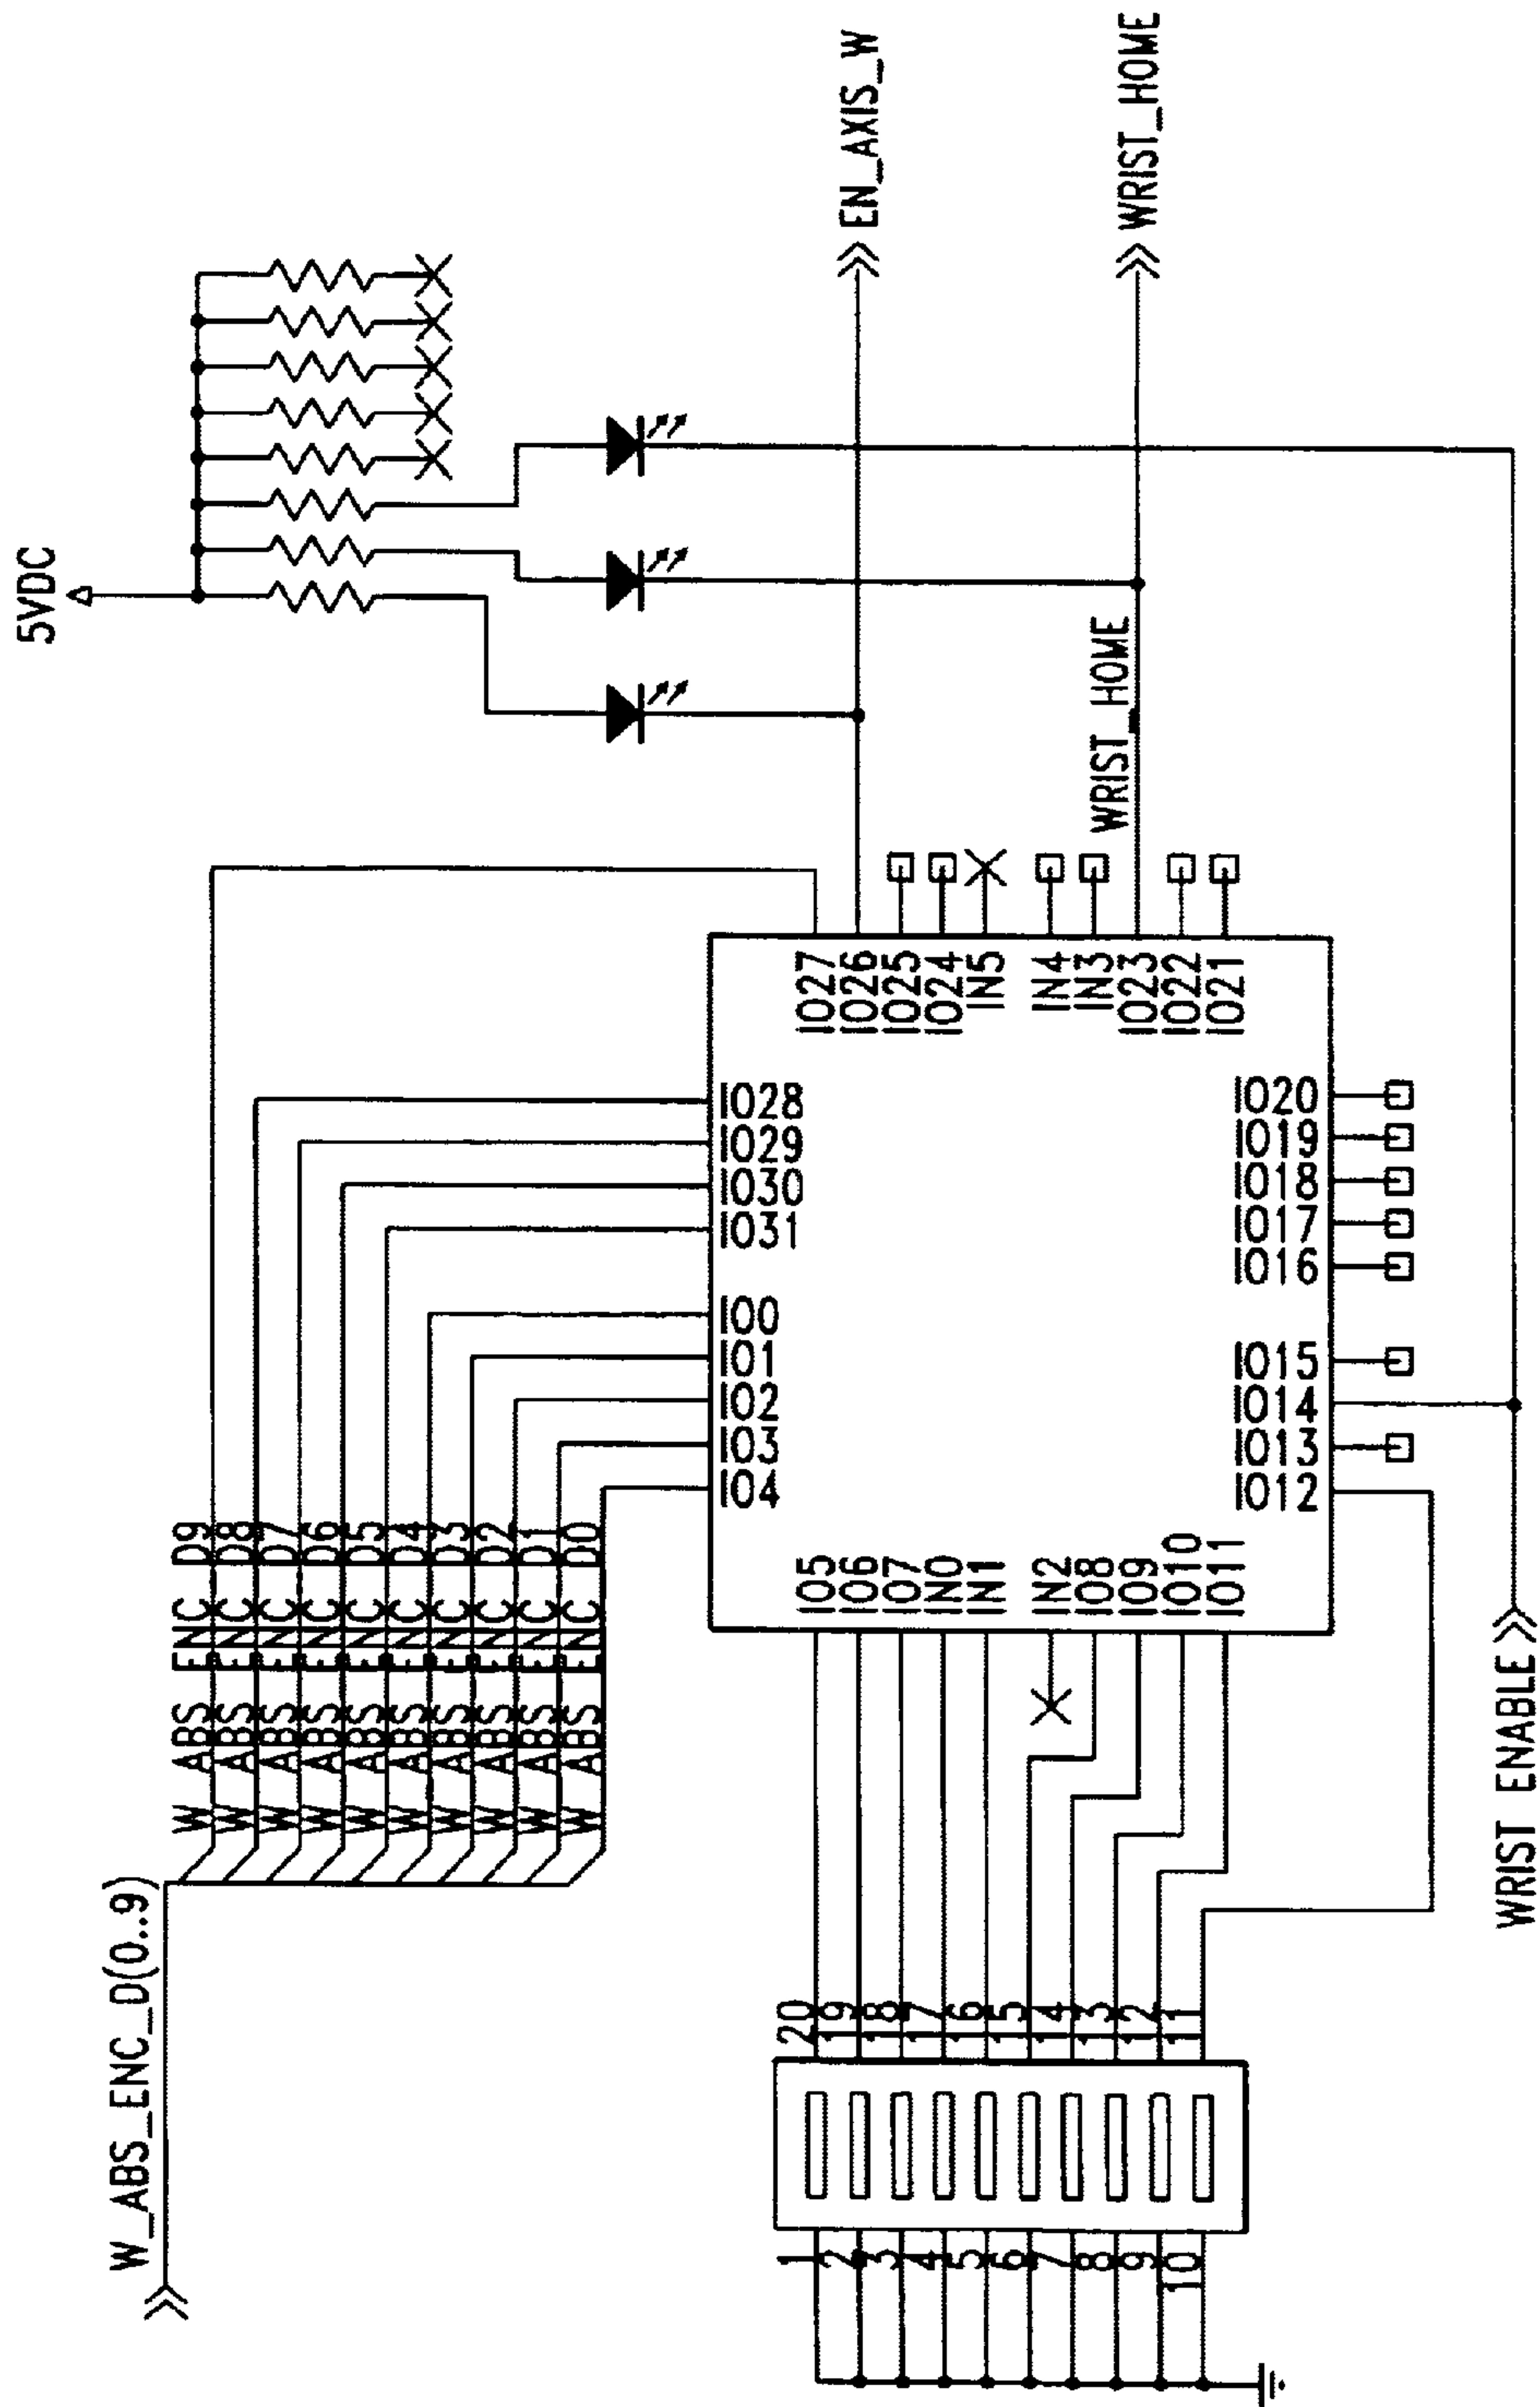 5VDC
W_ABS_ENC_D(0..9)
W_ABS_ENC_D9
W_ABS_ENC_D8
W_ABS_ENC_D7
W_ABS_ENC_D6
W_ABS_ENC_D5
W_ABS_ENC_D4
W_ABS_ENC_D3
W_ABS_ENC_D2
W_ABS_ENC_D1
W_ABS_ENC_D0
IO4
IO3
IO2
IO1
IO0
IO31
IO30
IO29
IO28
IO5
IO6
IO7
IN0
IN1
IN2
IO8
IO9
IO10
IO11
IO27
IO26
IO25
IO24
IN5
IN4
IN3
IO23
IO22
IO21
IO12
IO13
IO14
IO15
IO16
IO17
IO18
IO19
IO20
1
2
3
4
5
6
7
8
9
10
20
19
18
17
16
15
14
13
12
11
EN_AXIS_W
WRIST_HOME
WRIST_HOME
WRIST ENABLE